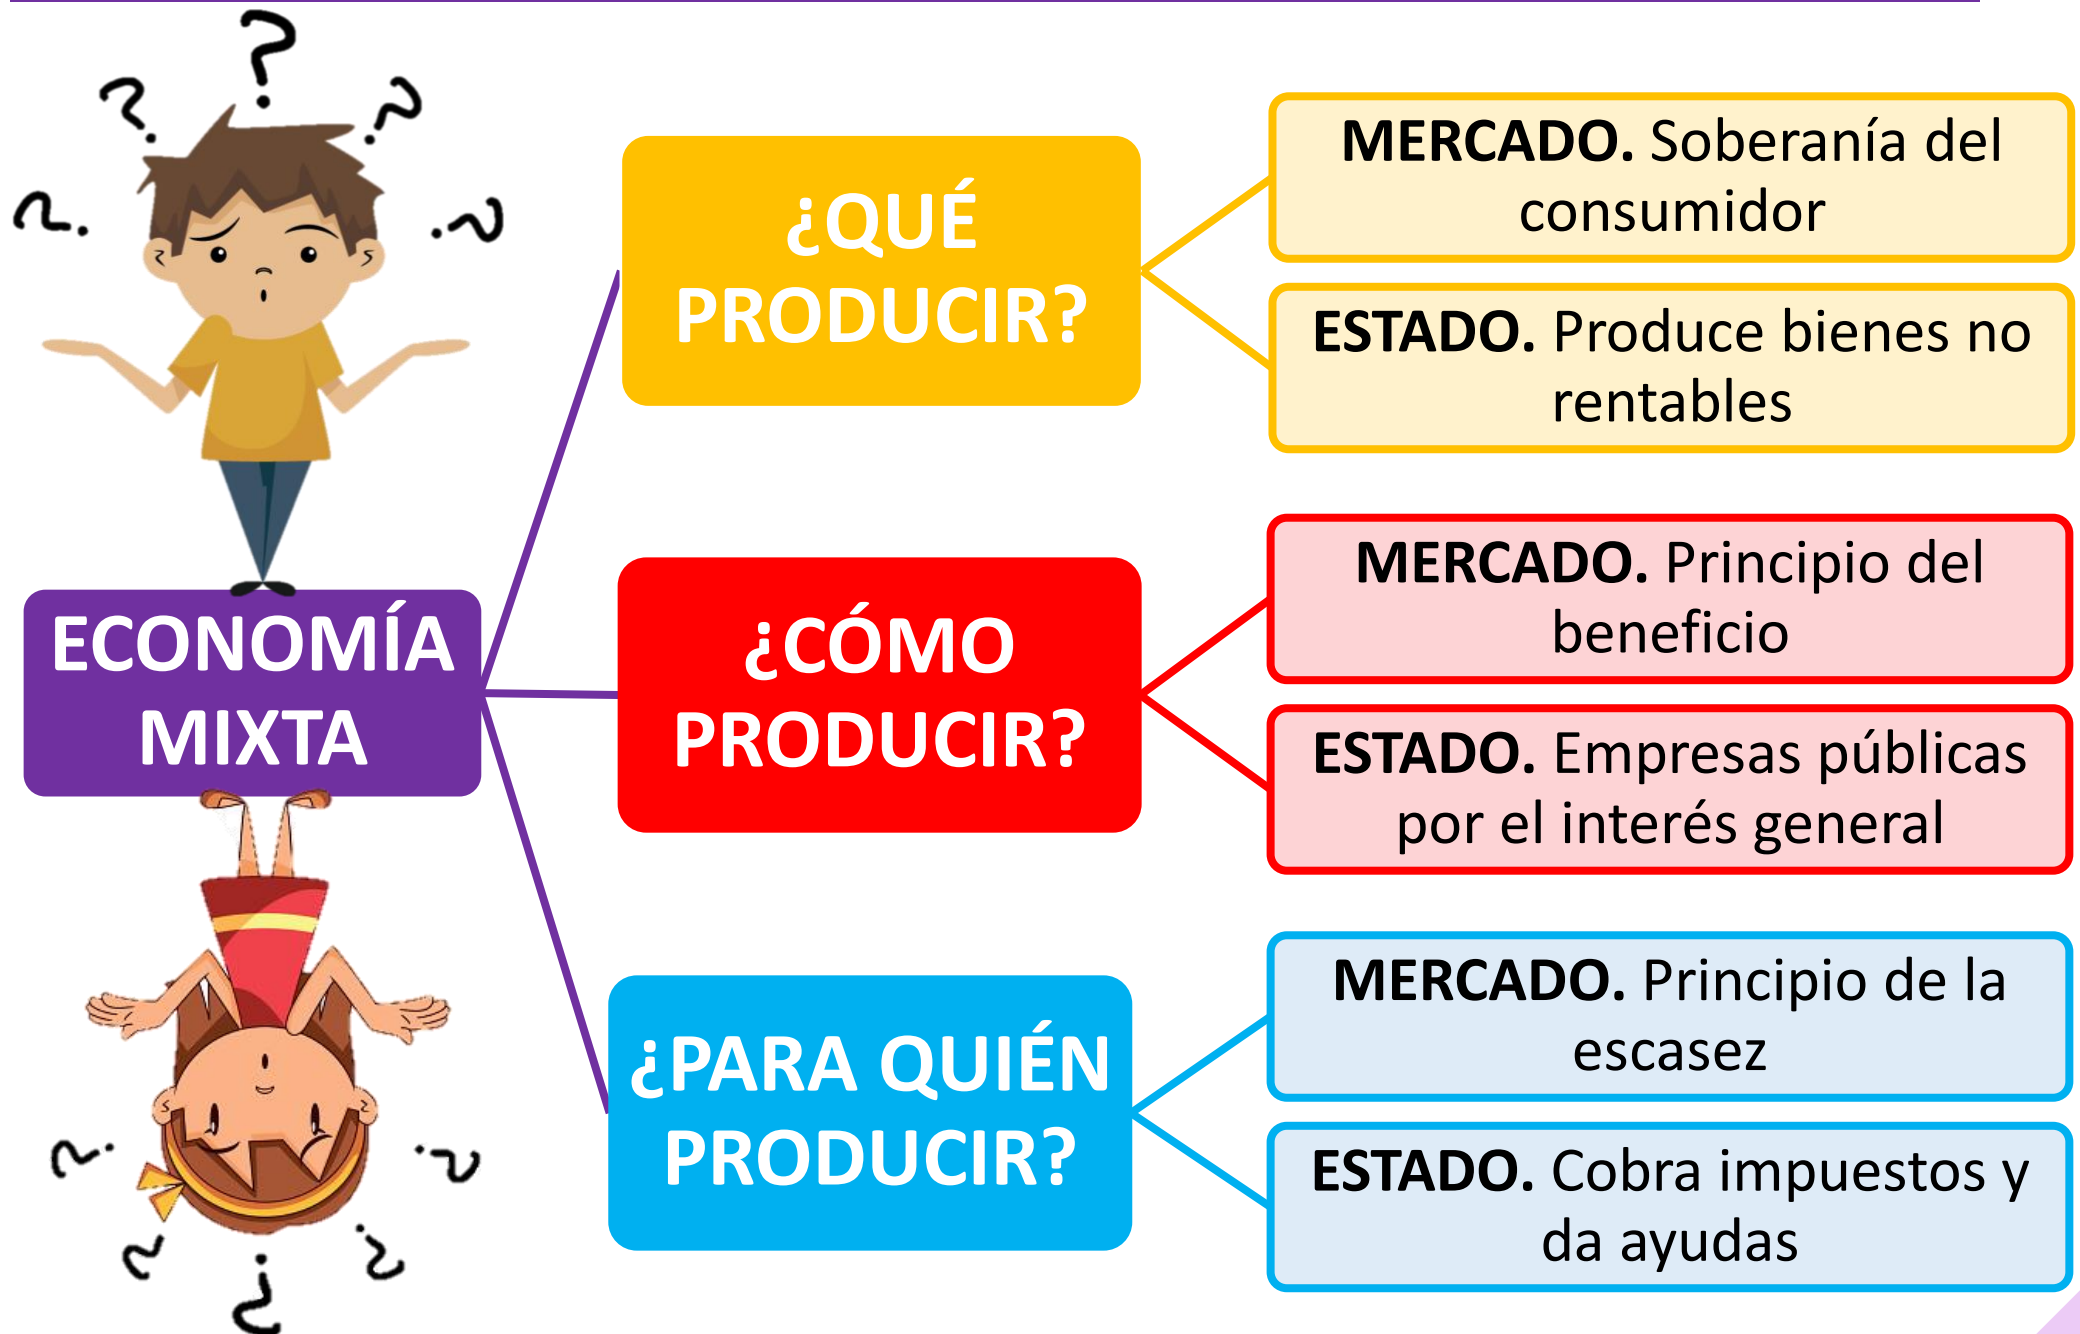 ECONOMÍA
MIXTA
¿QUÉ
PRODUCIR?
MERCADO. Soberanía del
consumidor
ESTADO. Produce bienes no
rentables
¿CÓMO
PRODUCIR?
MERCADO. Principio del
beneficio
ESTADO. Empresas públicas
por el interés general
¿PARA QUIÉN
PRODUCIR?
MERCADO. Principio de la
escasez
ESTADO. Cobra impuestos y
da ayudas